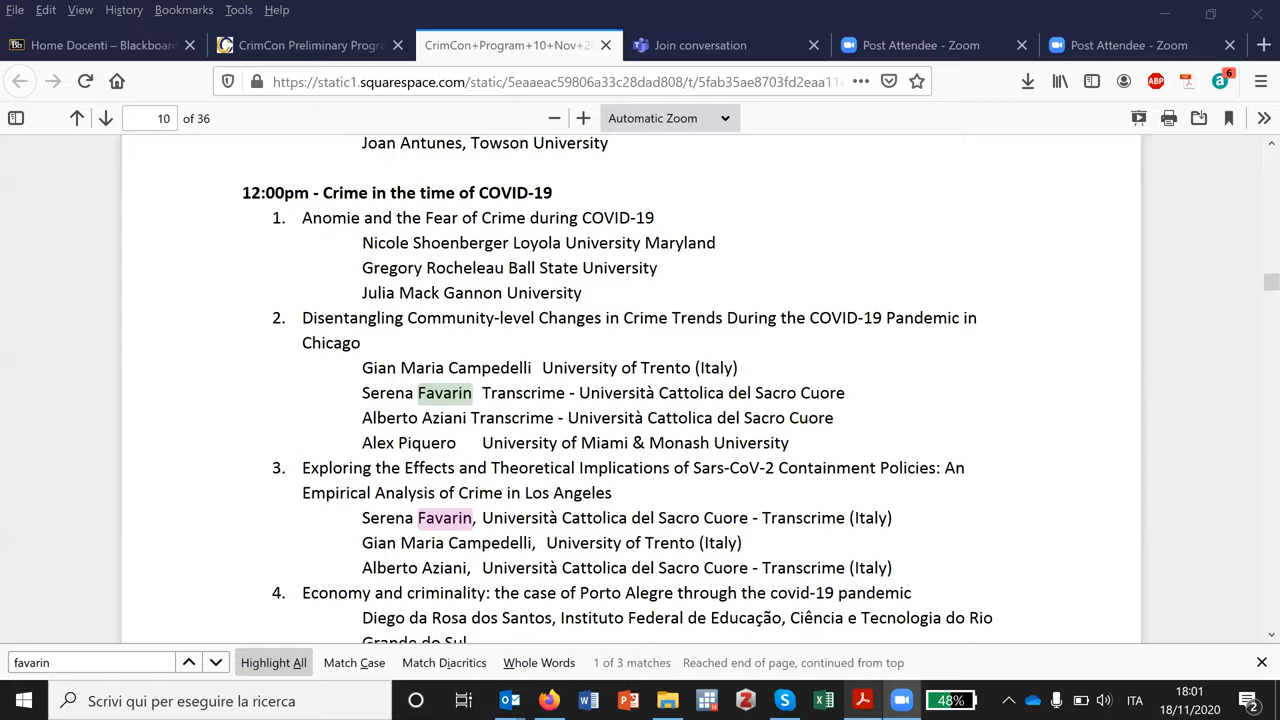 File Edit View History Bookmarks Tools Help
Home Docenti – Blackboard CrimCon Preliminary Progr CrimCon+Program+10+Nov+2 Join conversation Post Attendee - Zoom Post Attendee - Zoom
https://static1.squarespace.com/static/5eaaeac59806a33c28dad808/t/5fab35ae8703fd2eaa11 ABP 6
10 of 36 Automatic Zoom
Joan Antunes, Towson University
12:00pm - Crime in the time of COVID-19
1. Anomie and the Fear of Crime during COVID-19
Nicole Shoenberger Loyola University Maryland
Gregory Rocheleau Ball State University
Julia Mack Gannon University
2. Disentangling Community-level Changes in Crime Trends During the COVID-19 Pandemic in
Chicago
Gian Maria Campedelli University of Trento (Italy)
Serena Favarin Transcrime - Università Cattolica del Sacro Cuore
Alberto Aziani Transcrime - Università Cattolica del Sacro Cuore
Alex Piquero University of Miami & Monash University
3. Exploring the Effects and Theoretical Implications of Sars-CoV-2 Containment Policies: An
Empirical Analysis of Crime in Los Angeles
Serena Favarin, Università Cattolica del Sacro Cuore - Transcrime (Italy)
Gian Maria Campedelli, University of Trento (Italy)
Alberto Aziani, Università Cattolica del Sacro Cuore - Transcrime (Italy)
4. Economy and criminality: the case of Porto Alegre through the covid-19 pandemic
Diego da Rosa dos Santos, Instituto Federal de Educação, Ciência e Tecnologia do Rio
Grande do Sul
favarin Highlight All Match Case Match Diacritics Whole Words 1 of 3 matches Reached end of page, continued from top
Scrivi qui per eseguire la ricerca 48% ITA 18:01
18/11/2020 2